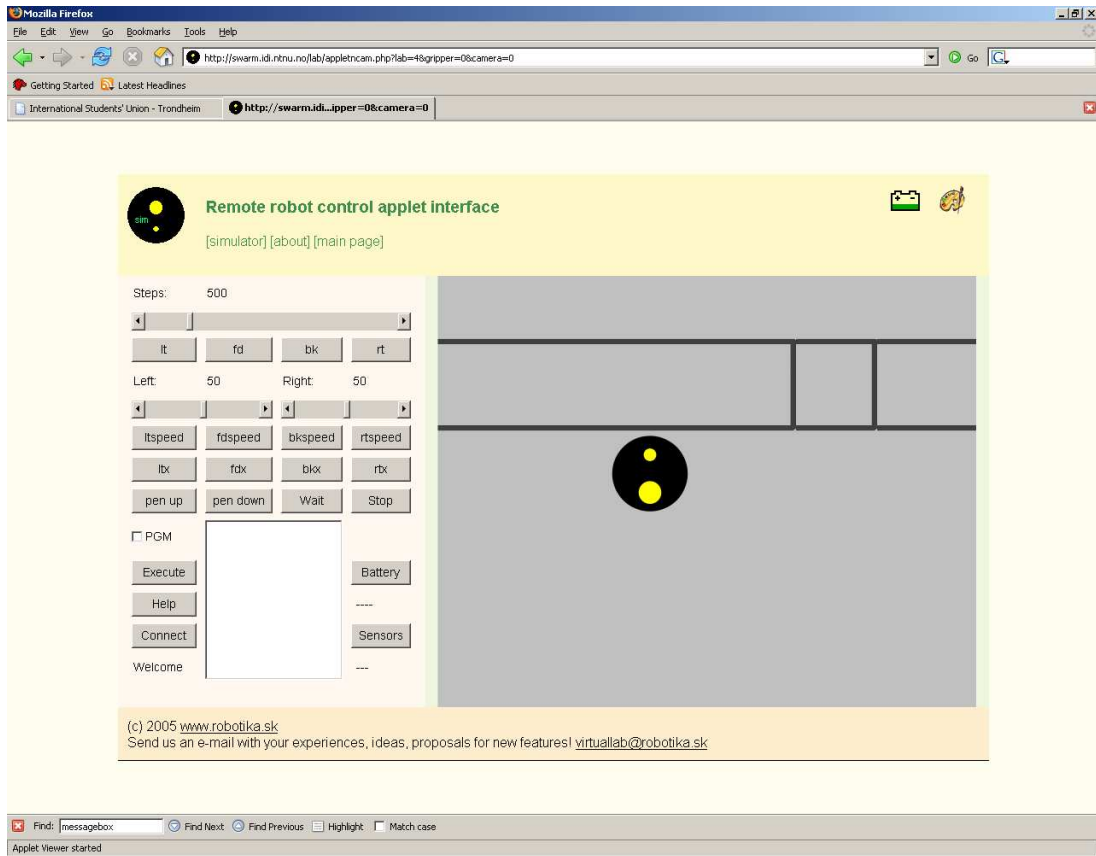 Mozilla Firefox
File Edit View Go Bookmarks Tools Help
http://swarm.idi.ntnu.no/lab/appletncam.php?lab=4&gripper=0&camera=0 Go G
Getting Started Latest Headlines
International Students' Union - Trondheim http://swarm.idi...ipper=0&camera=0
sim
Remote robot control applet interface
[simulator] [about] [main page]
Steps: 500
lt fd bk rt
Left: 50 Right: 50
ltspeed fdspeed bkspeed rtspeed
ltx fdx bkx rtx
pen up pen down Wait Stop
PGM
Execute Battery
Help ----
Connect Sensors
Welcome ---
(c) 2005 www.robotika.sk
Send us an e-mail with your experiences, ideas, proposals for new features! virtuallab@robotika.sk
Find: messagebox Find Next Find Previous Highlight Match case
Applet Viewer started